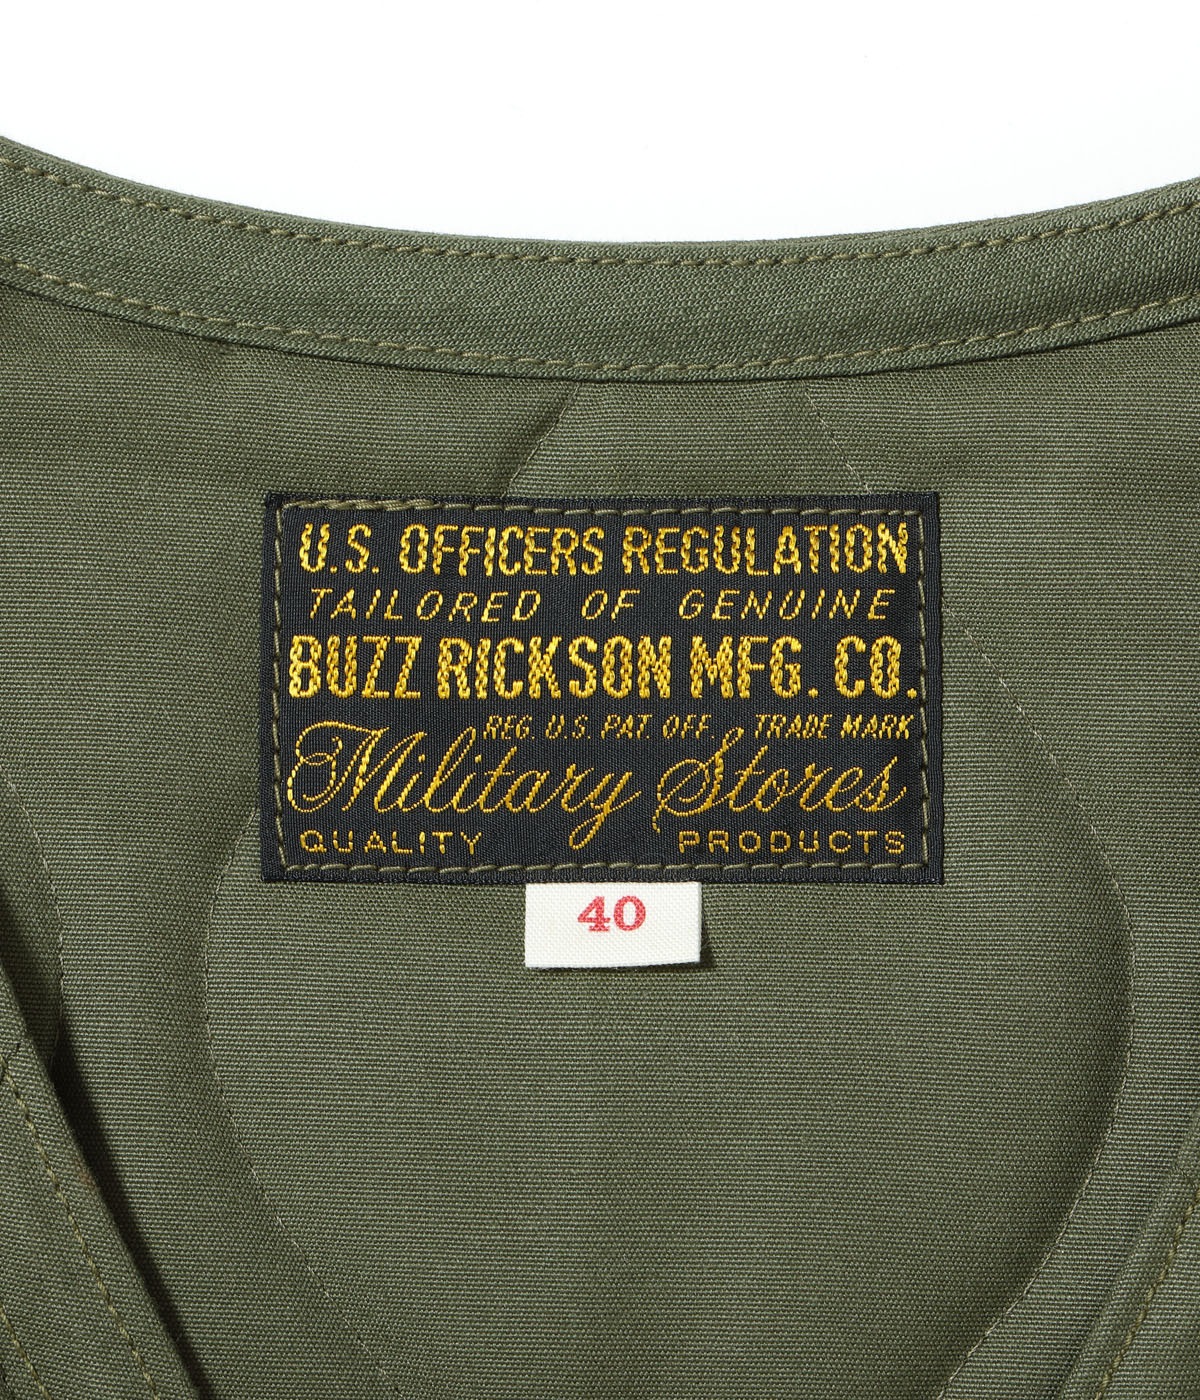 U.S. OFFICERS REGULATION
TAILORED OF GENUINE
BUZZ RICKSON MFG. CO.
REG. U.S. PAT. OFF. TRADE MARK
Military Stores
QUALITY PRODUCTS
40